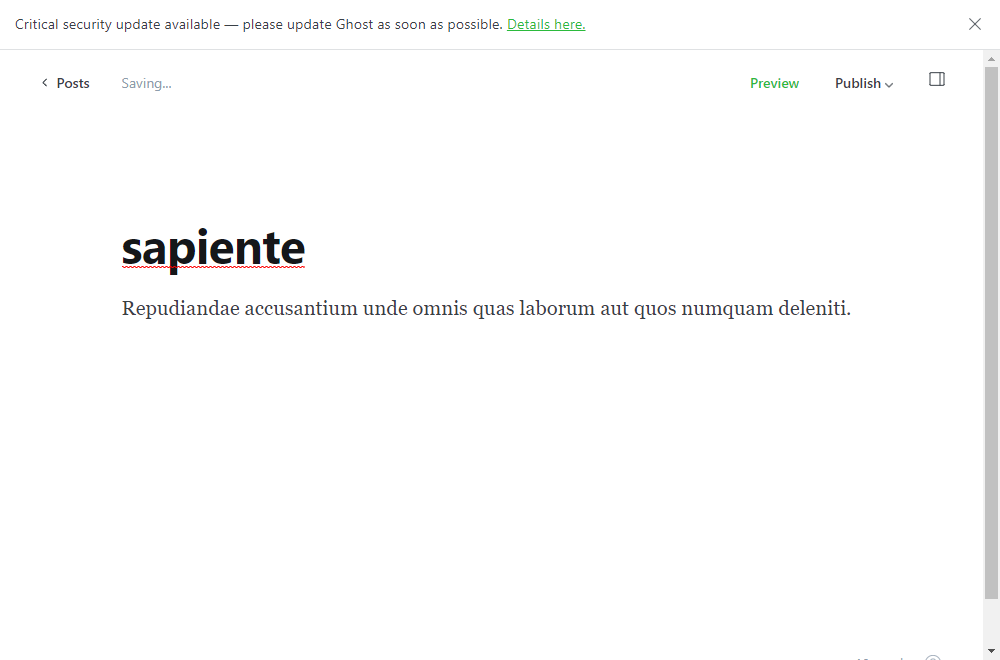 Critical security update available — please update Ghost as soon as possible. Details here.
Posts
Saving...
Preview
Publish
sapiente
Repudiandae accusantium unde omnis quas laborum aut quos numquam deleniti.